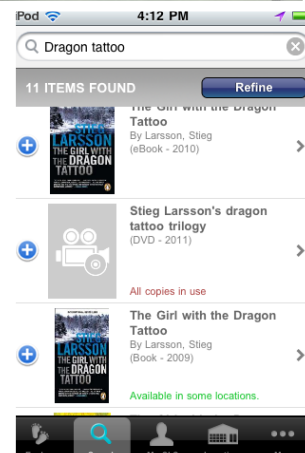 iPod
4:12 PM
Dragon tattoo
11 ITEMS FOUND
Refine
The Girl with the Dragon
Tattoo
By Larsson, Stieg
(eBook - 2010)
STIEG
LARSSON
THE GIRL WITH
THE DRAGON
TATTOO
Stieg Larsson's dragon
tattoo trilogy
(DVD - 2011)
All copies in use
The Girl with the Dragon
Tattoo
By Larsson, Stieg
(Book - 2009)
Available in some locations.
STIEG
LARSSON
THE GIRL WITH
THE DRAGON
TATTOO